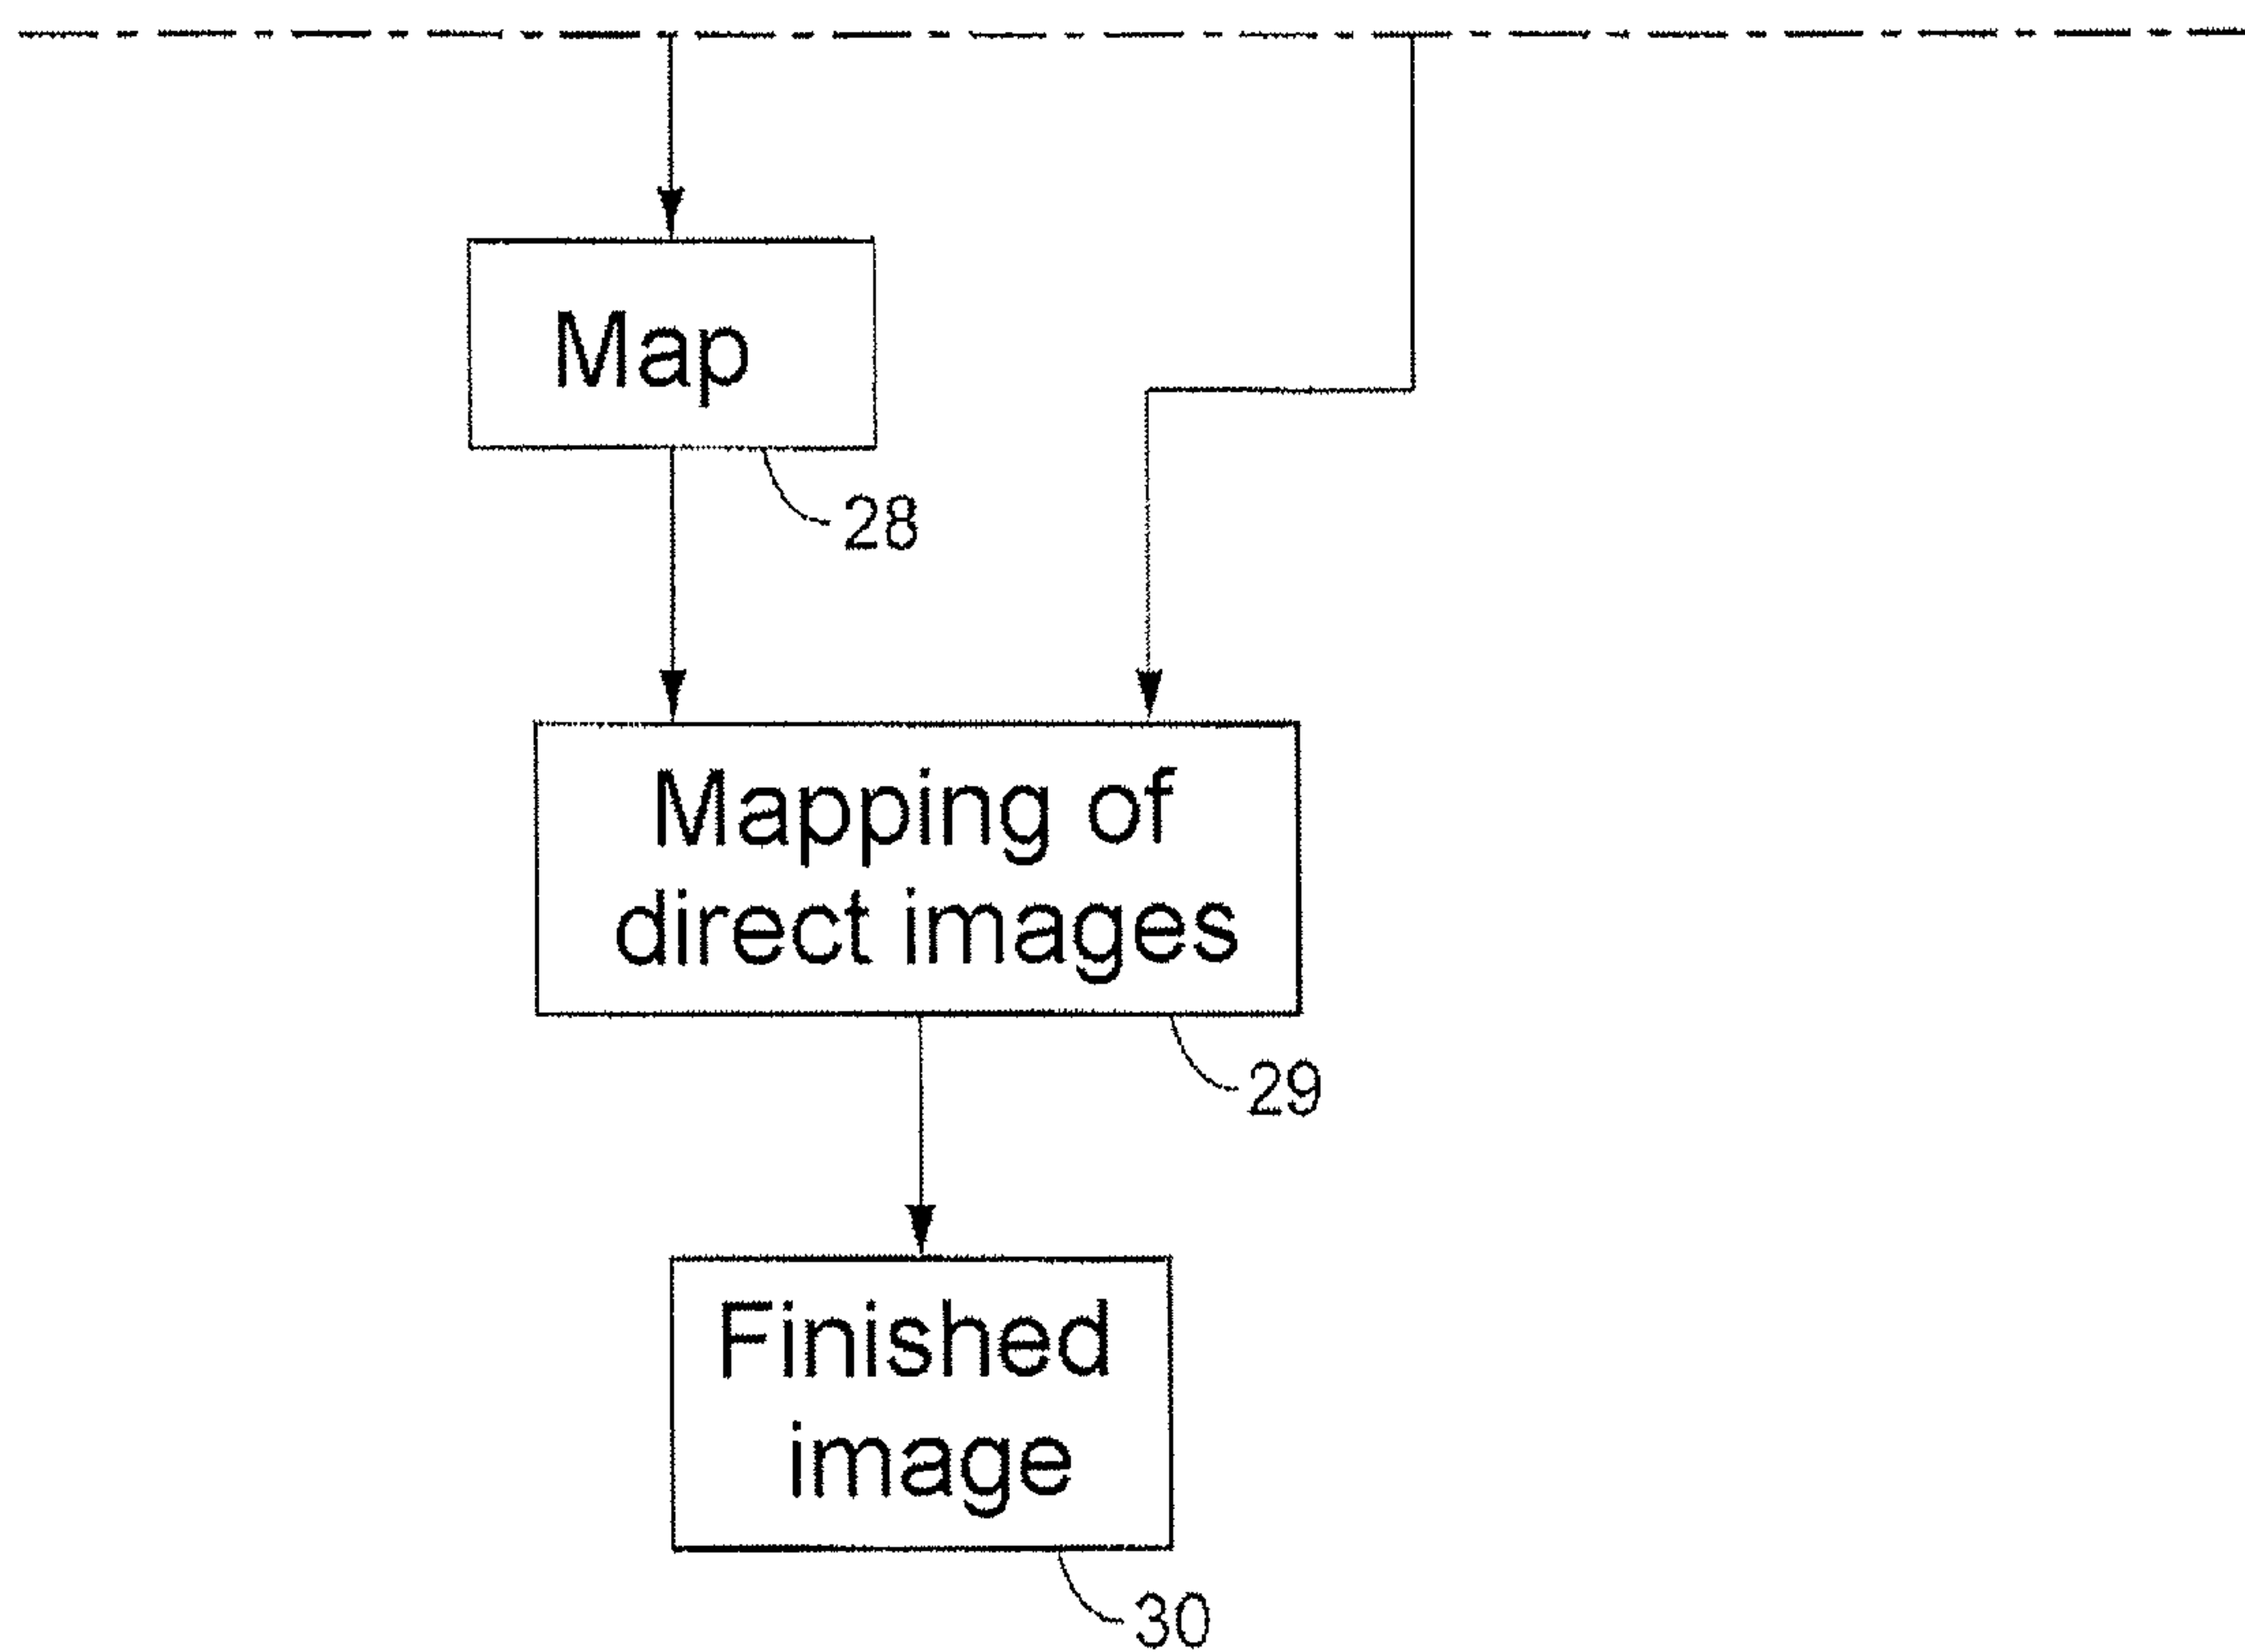 Map
28
Mapping of
direct images
29
Finished
image
30